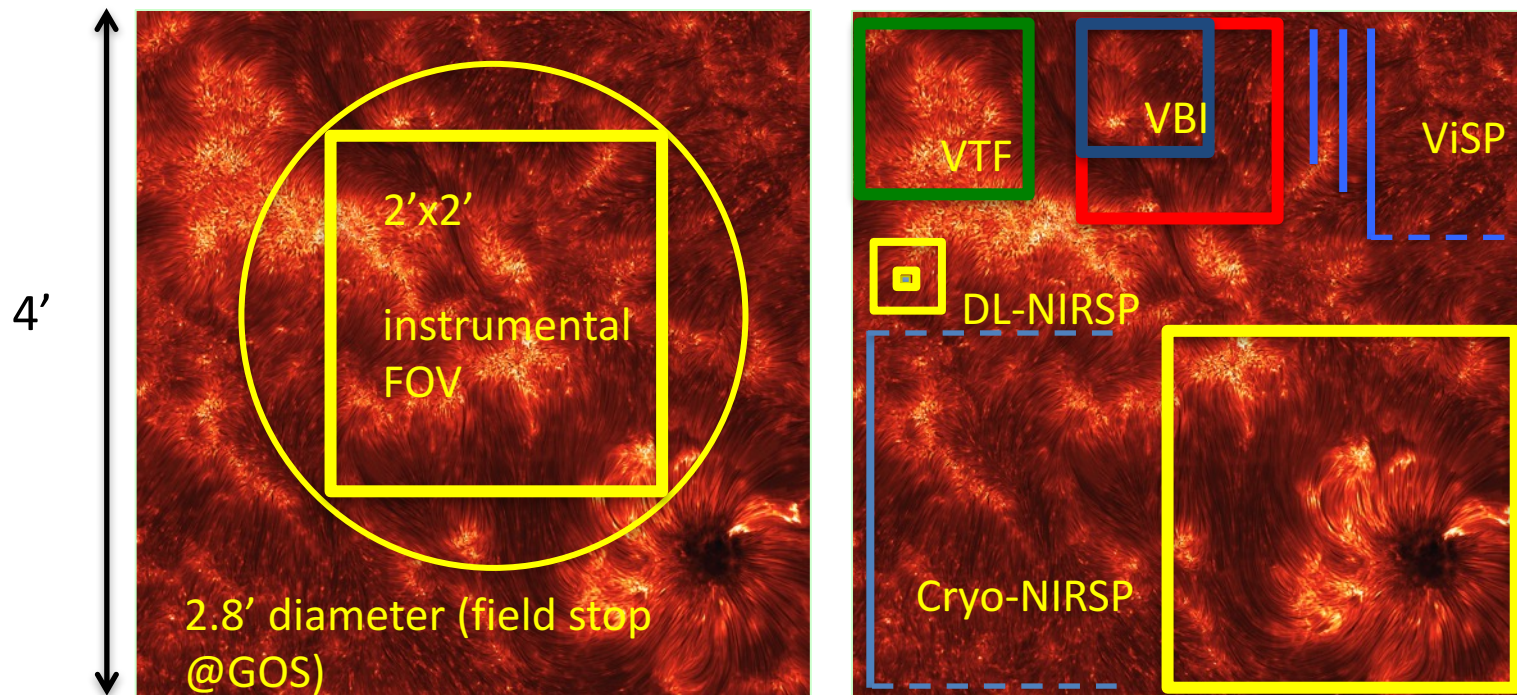 4’
2’x2’
instrumental
FOV
2.8’ diameter (field stop
@GOS)
VTF
VBI
ViSP
DL-NIRSP
Cryo-NIRSP